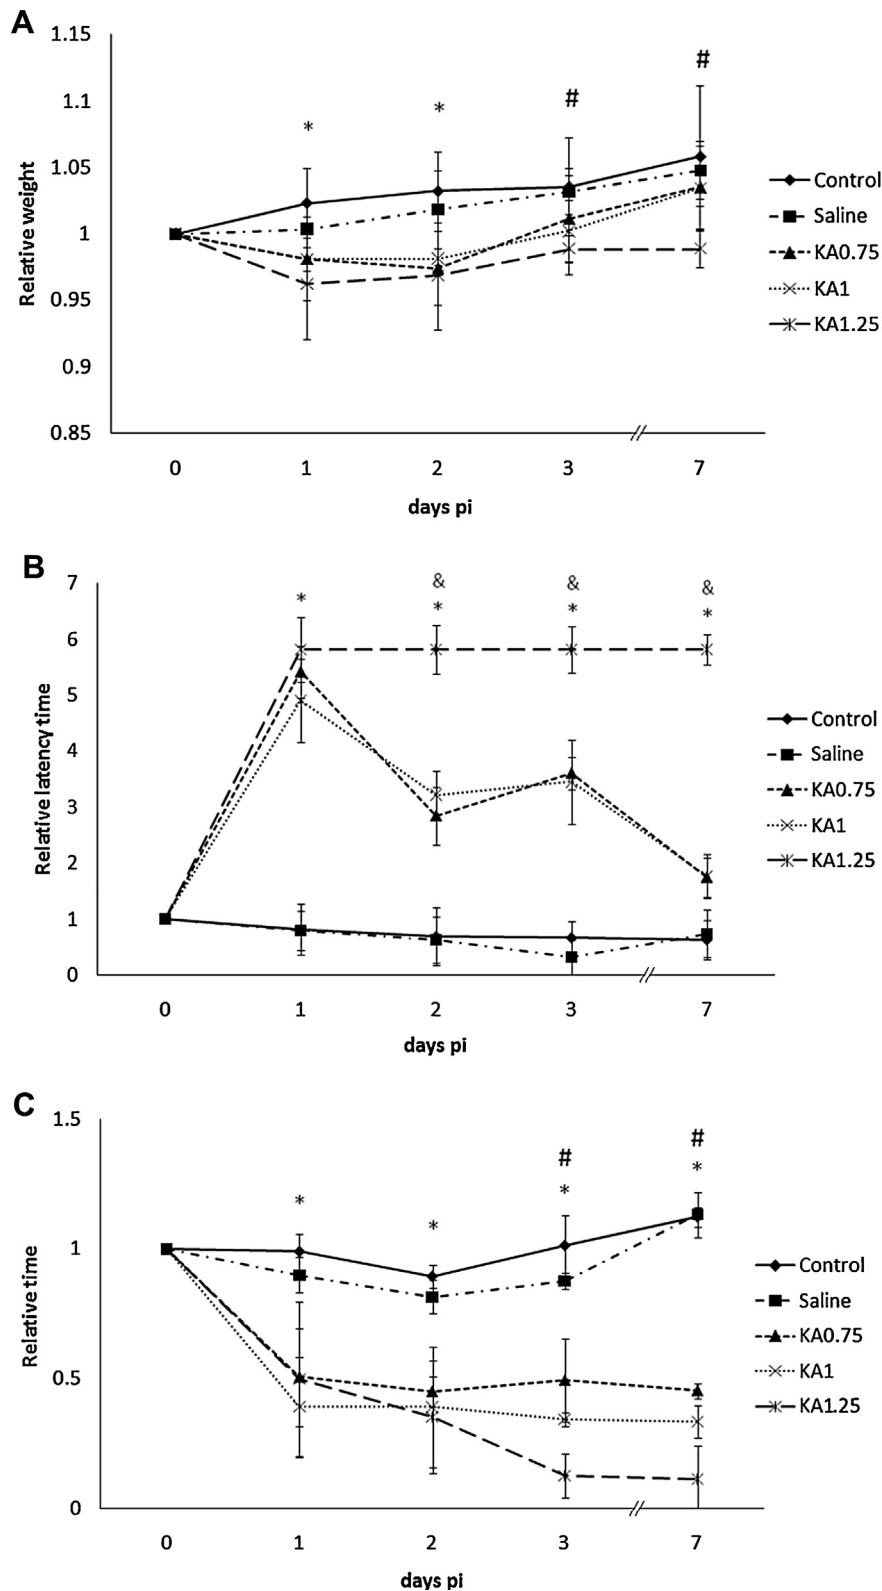 A
1.15
#
1.1
#
*
*
1.05
Control
Saline
1
KA0.75
Relative weight
KA1
0.95
KA1.25
0.9
0.85
0 1 2 3 7
days pi
B
7
& & &
* * * *
6
5
Control
Saline
4
KA0.75
Relative latency time
3
KA1
KA1.25
2
1
0
0 1 2 3 7
days pi
C
1.5
# #
* * * *
1
Control
Saline
Relative time
KA0.75
0.5
KA1
KA1.25
0
0 1 2 3 7
days pi